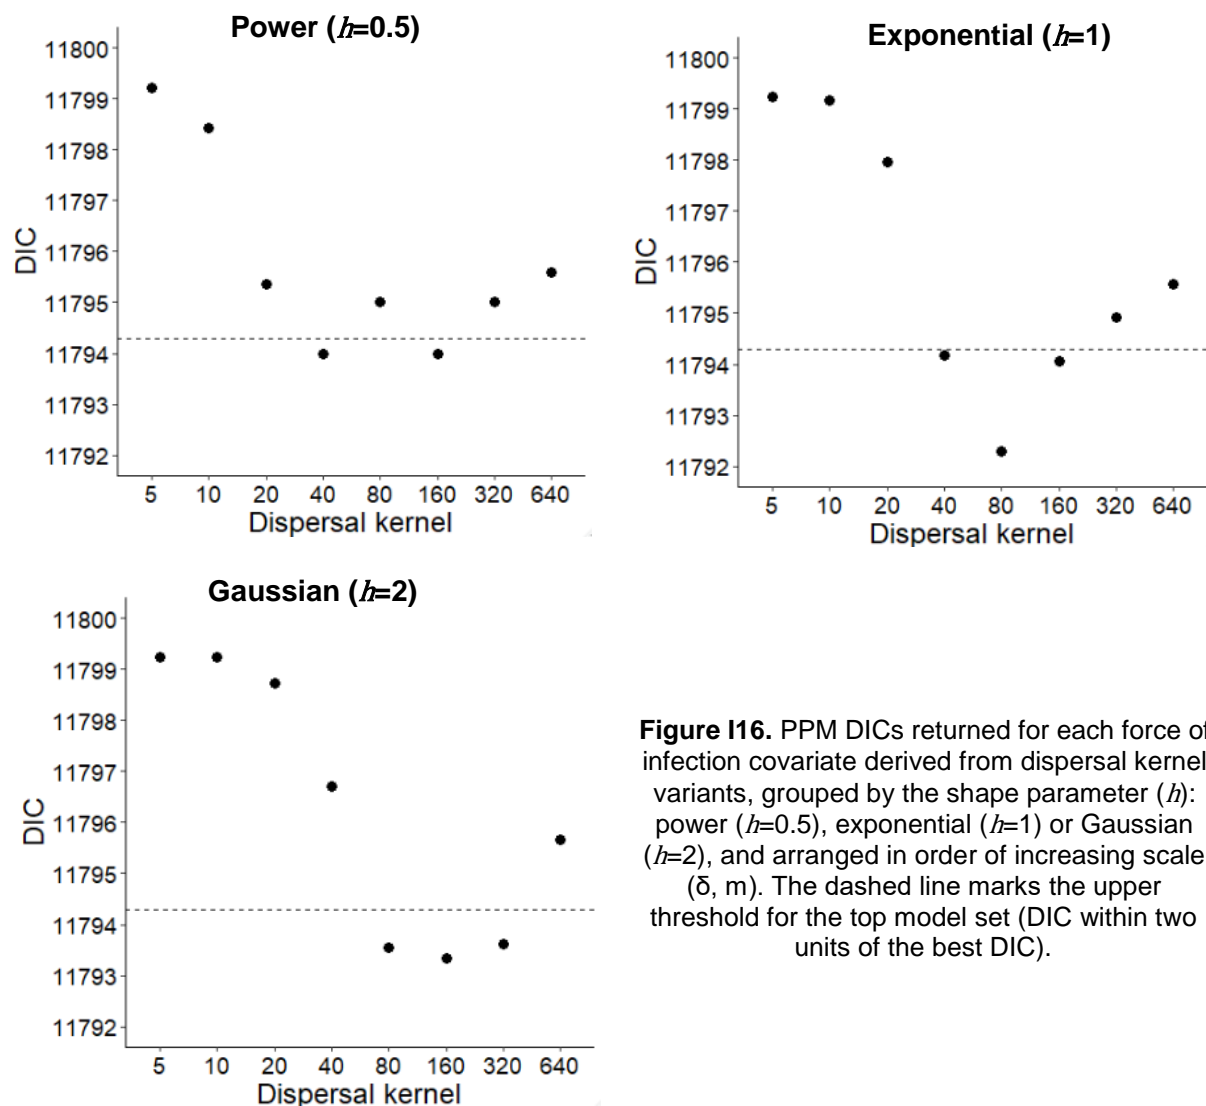 Power (h=0.5)
11800
11799
11798
11797
11796
11795
11794
11793
11792
DIC
5 10 20 40 80 160 320 640
Dispersal kernel
Exponential (h=1)
11800
11799
11798
11797
11796
11795
11794
11793
11792
DIC
5 10 20 40 80 160 320 640
Dispersal kernel
Gaussian (h=2)
11800
11799
11798
11797
11796
11795
11794
11793
11792
DIC
5 10 20 40 80 160 320 640
Dispersal kernel
Figure I16. PPM DICs returned for each force of
infection covariate derived from dispersal kernel
variants, grouped by the shape parameter (h):
power (h=0.5), exponential (h=1) or Gaussian
(h=2), and arranged in order of increasing scale
(δ, m). The dashed line marks the upper
threshold for the top model set (DIC within two
units of the best DIC).